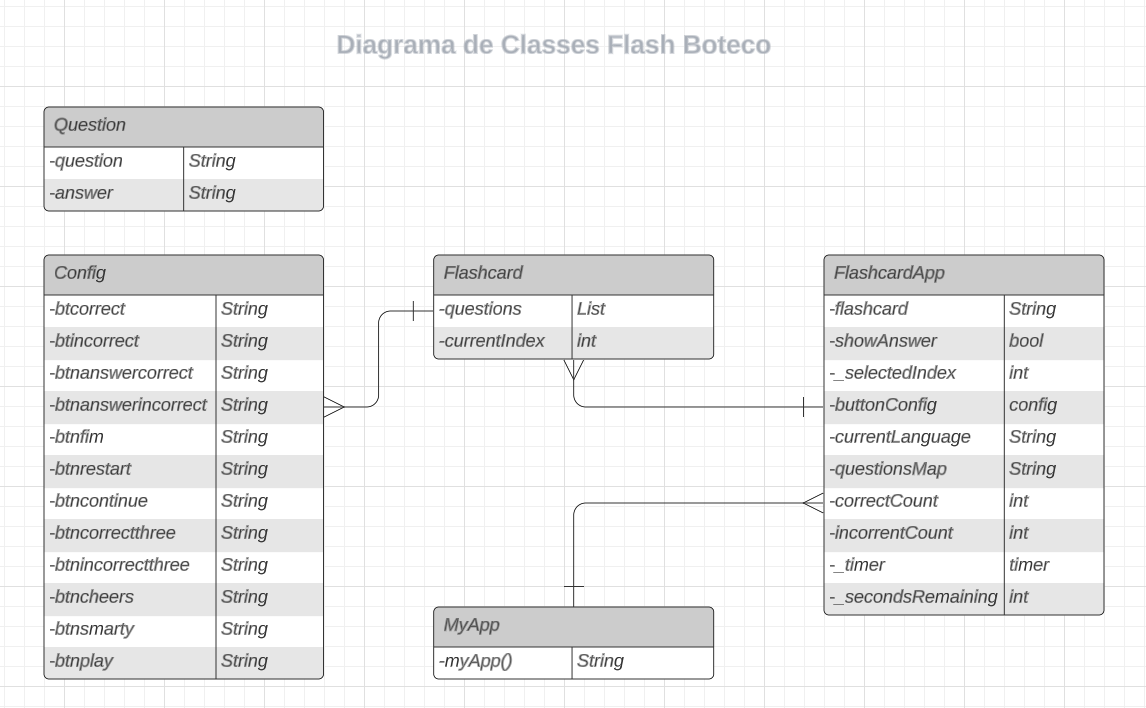 Diagrama de Classes Flash Boteco
Question
-question String
-answer String
Config
-btcorrect String
-btincorrect String
-btnanswercorrect String
-btnanswerincorrect String
-btnfim String
-btnrestart String
-btncontinue String
-btncorrectthree String
-btnincorrectthree String
-btncheers String
-btnsmarty String
-btnplay String
Flashcard
-questions List
-currentIndex int
FlashcardApp
-flashcard String
-showAnswer bool
-_selectedIndex int
-buttonConfig config
-currentLanguage String
-questionsMap String
-correctCount int
-incorrentCount int
-_timer timer
-_secondsRemaining int
MyApp
-myApp() String